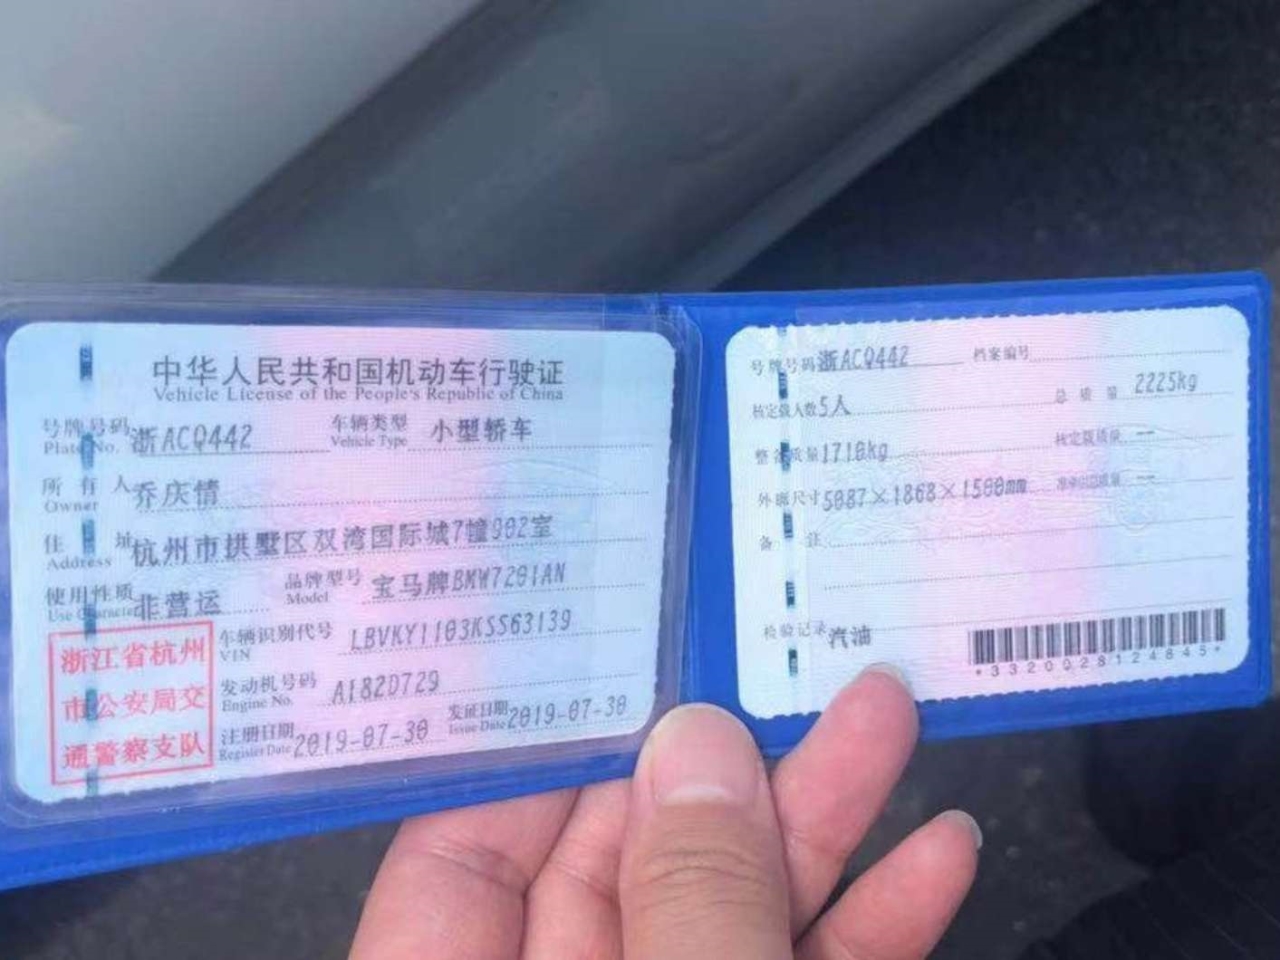 中华人民共和国机动车行驶证
Vehicle License of the People's Republic of China
号牌号码 Plate No. 浙ACQ442 车辆类型 Vehicle Type 小型轿车
所有人 Owner 乔庆情
住址 Address 杭州市拱墅区双湾国际城7幢902室
使用性质 Use Character 非营运 品牌型号 Model 宝马牌BMW7201AN
浙江省杭州
市公安局交
通警察支队
车辆识别代号 VIN LBVKY1103KSS63139
发动机号码 Engine No. A182D729
注册日期 Register Date 2019-07-30 发证日期 Issue Date 2019-07-30
号牌号码 浙ACQ442 档案编号
核定载人数 5人 总质量 2225kg
整备质量 1710kg 核定载质量 --
外廓尺寸 5087×1868×1500mm 准牵引总质量 --
备注
检验记录 汽油
*3320028124845*